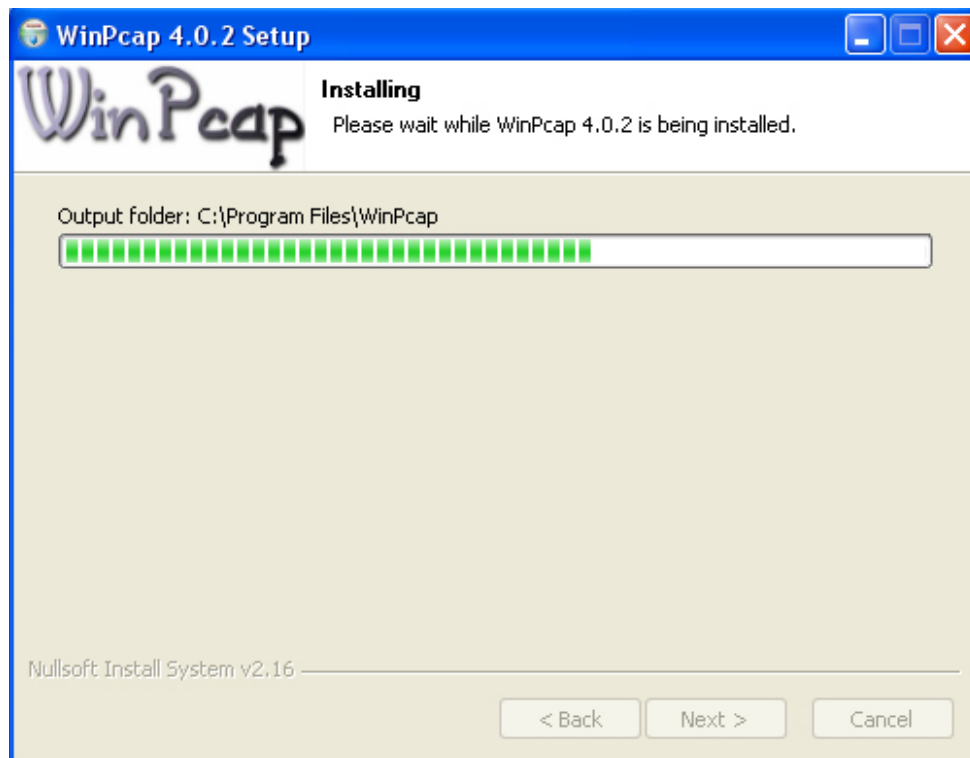 WinPcap 4.0.2 Setup
WinPcap
Installing
Please wait while WinPcap 4.0.2 is being installed.
Output folder: C:\Program Files\WinPcap
Nullsoft Install System v2.16
< Back
Next >
Cancel